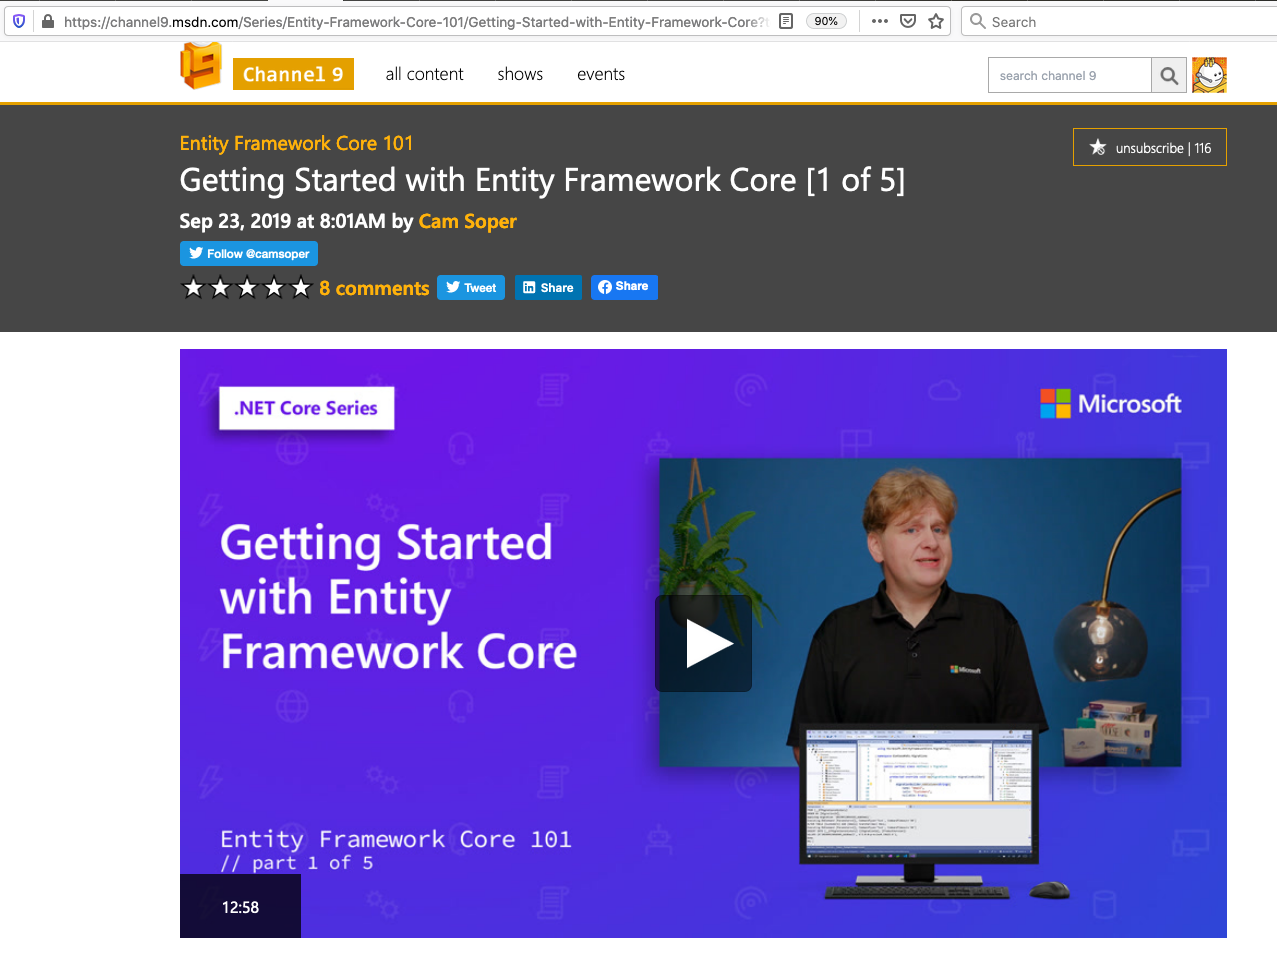 https://channel9.msdn.com/Series/Entity-Framework-Core-101/Getting-Started-with-Entity-Framework-Core?
90%
Search
Channel 9
all content
shows
events
search channel 9
Entity Framework Core 101
unsubscribe | 116
Getting Started with Entity Framework Core [1 of 5]
Sep 23, 2019 at 8:01AM by Cam Soper
Follow @camsoper
8 comments
Tweet
Share
Share
.NET Core Series
Microsoft
Getting Started
with Entity
Framework Core
Microsoft
Entity Framework Core 101
// part 1 of 5
12:58